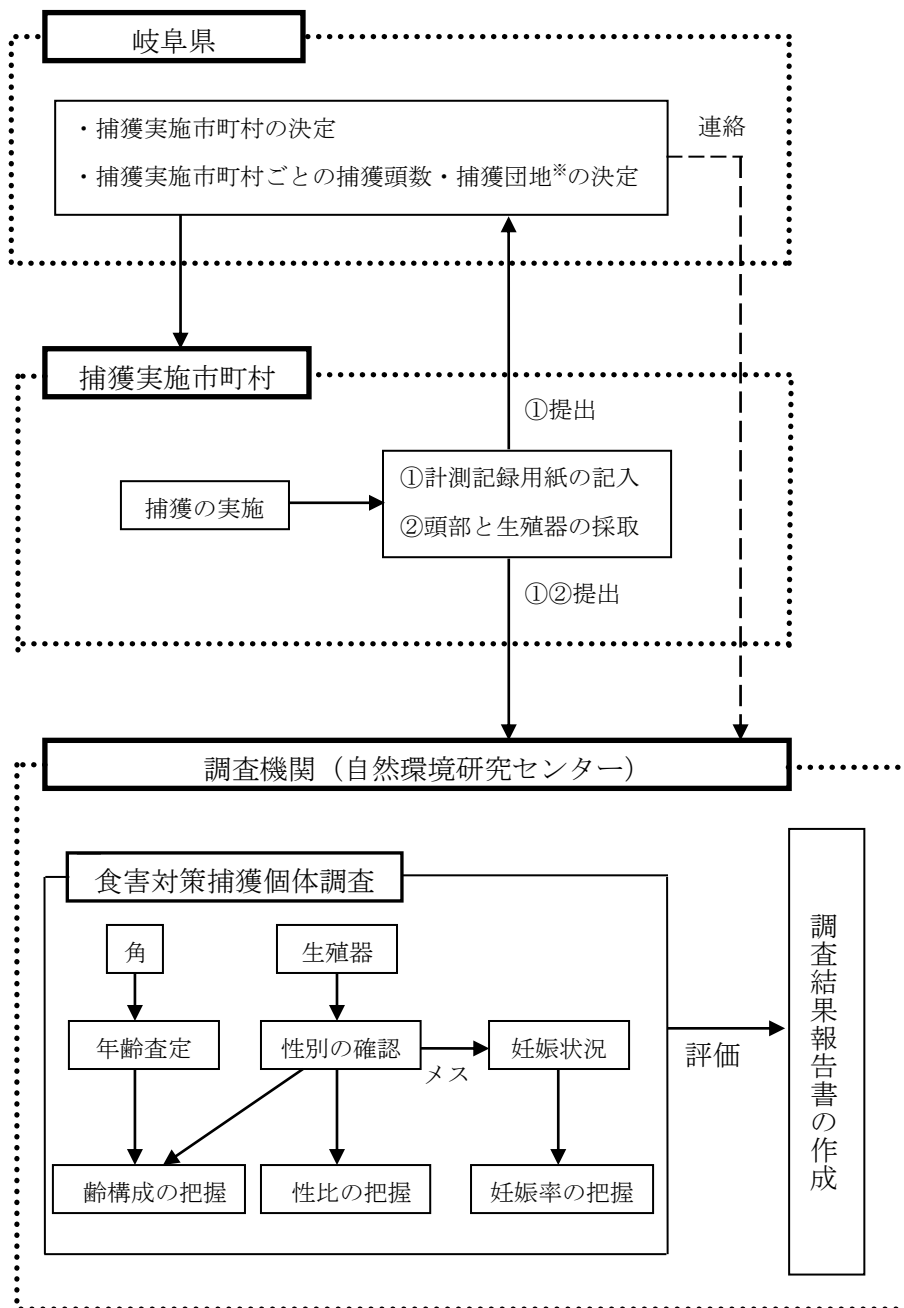 岐阜県
・捕獲実施市町村の決定
・捕獲実施市町村ごとの捕獲頭数・捕獲団地※の決定
連絡
捕獲実施市町村
①提出
捕獲の実施
①計測記録用紙の記入
②頭部と生殖器の採取
①②提出
調査機関（自然環境研究センター）
食害対策捕獲個体調査
角
生殖器
年齢査定
性別の確認
メス
妊娠状況
齢構成の把握
性比の把握
妊娠率の把握
評価
調査結果報告書の作成